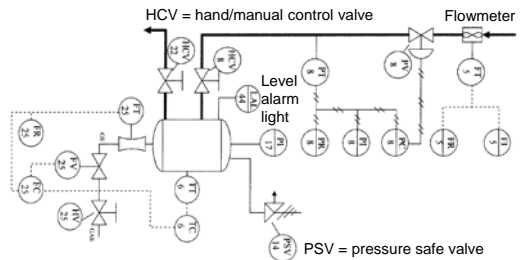 HCV = hand/manual control valve
Flowmeter
HCV
22
HCV
8
PT
8
PV
8
FT
5
Level
alarm
light
LAL
44
FT
25
FR
25
PI
17
PR
8
PI
8
PC
8
FR
5
FI
5
FV
25
FC
25
6
TC
6
HV
25
GAS
PSV
14
PSV = pressure safe valve